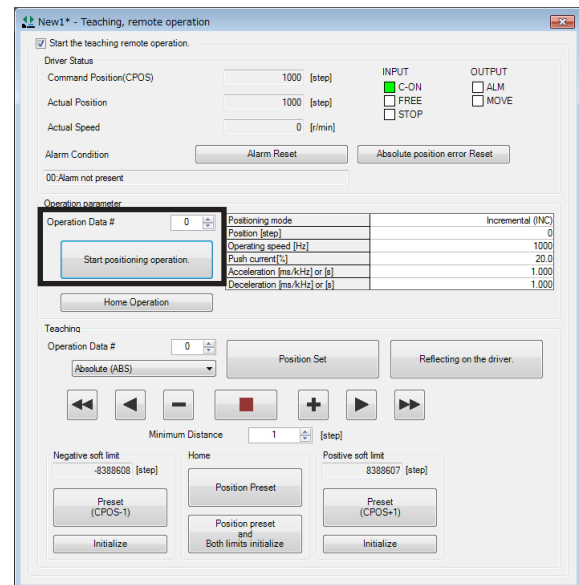 New1* - Teaching, remote operation
Start the teaching remote operation.
Driver Status
Command Position(CPOS) 1000 [step]
Actual Position 1000 [step]
Actual Speed 0 [r/min]
INPUT
C-ON
FREE
STOP
OUTPUT
ALM
MOVE
Alarm Condition
Alarm Reset
Absolute position error Reset
00:Alarm not present
Operation parameter
Operation Data # 0
Start positioning operation.
Home Operation
Positioning mode Incremental (INC)
Position [step] 0
Operating speed [Hz] 1000
Push current[%] 20.0
Acceleration [ms/kHz] or [s] 1.000
Deceleration [ms/kHz] or [s] 1.000
Teaching
Operation Data # 0
Absolute (ABS)
Position Set
Reflecting on the driver.
Minimum Distance 1 [step]
Negative soft limit
-8388608 [step]
Preset
(CPOS-1)
Initialize
Home
Position Preset
Position preset
and
Both limits initialize
Positive soft limit
8388607 [step]
Preset
(CPOS+1)
Initialize